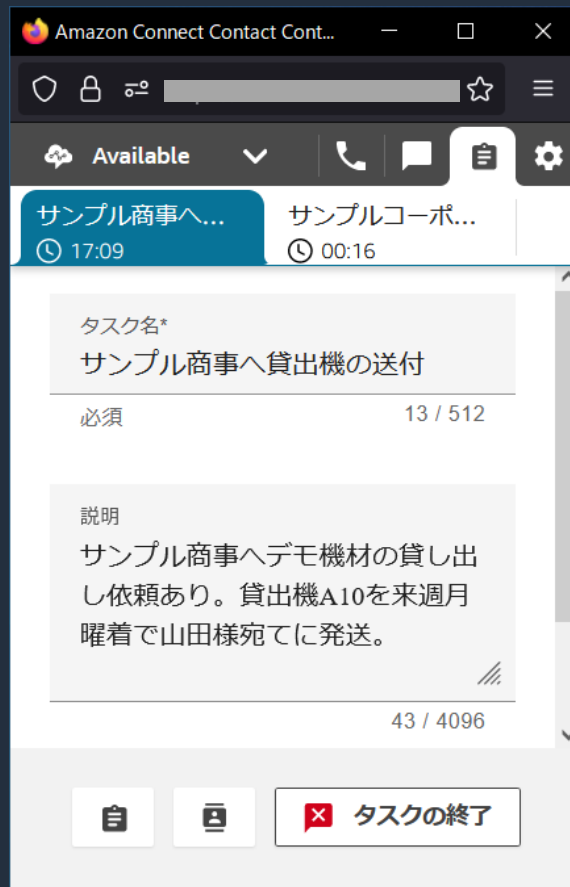 Amazon Connect Contact Cont...
Available
サンプル商事へ...
17:09
サンプルコーポ...
00:16
タスク名*
サンプル商事へ貸出機の送付
必須
13 / 512
説明
サンプル商事へデモ機材の貸し出
し依頼あり。貸出機A10を来週月
曜着で山田様宛てに発送。
43 / 4096
タスクの終了